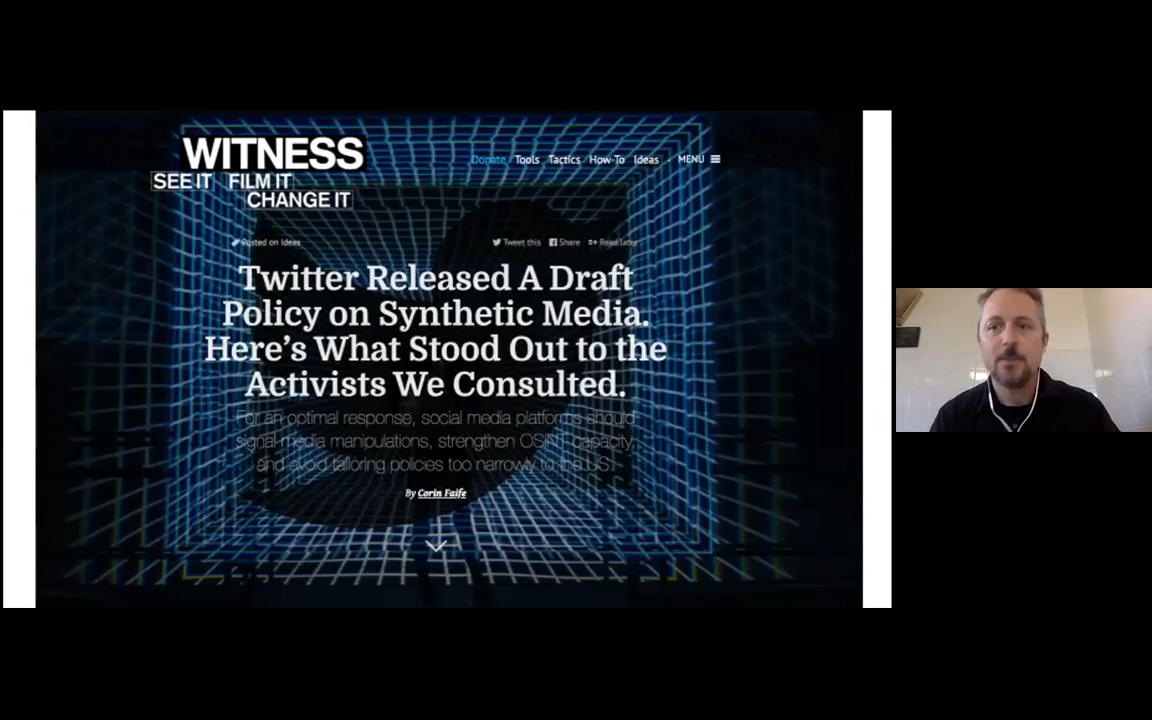 WITNESS
SEE IT FILM IT
CHANGE IT
Donate Tools Tactics How-To Ideas - MENU
Posted on Ideas
Tweet this Share Read later
Twitter Released A Draft
Policy on Synthetic Media.
Here's What Stood Out to the
Activists We Consulted.
For an optimal response, social media platforms should
signal media manipulations, strengthen OSINT capacity,
and avoid tailoring policies too narrowly to the US.
By Corin Faife